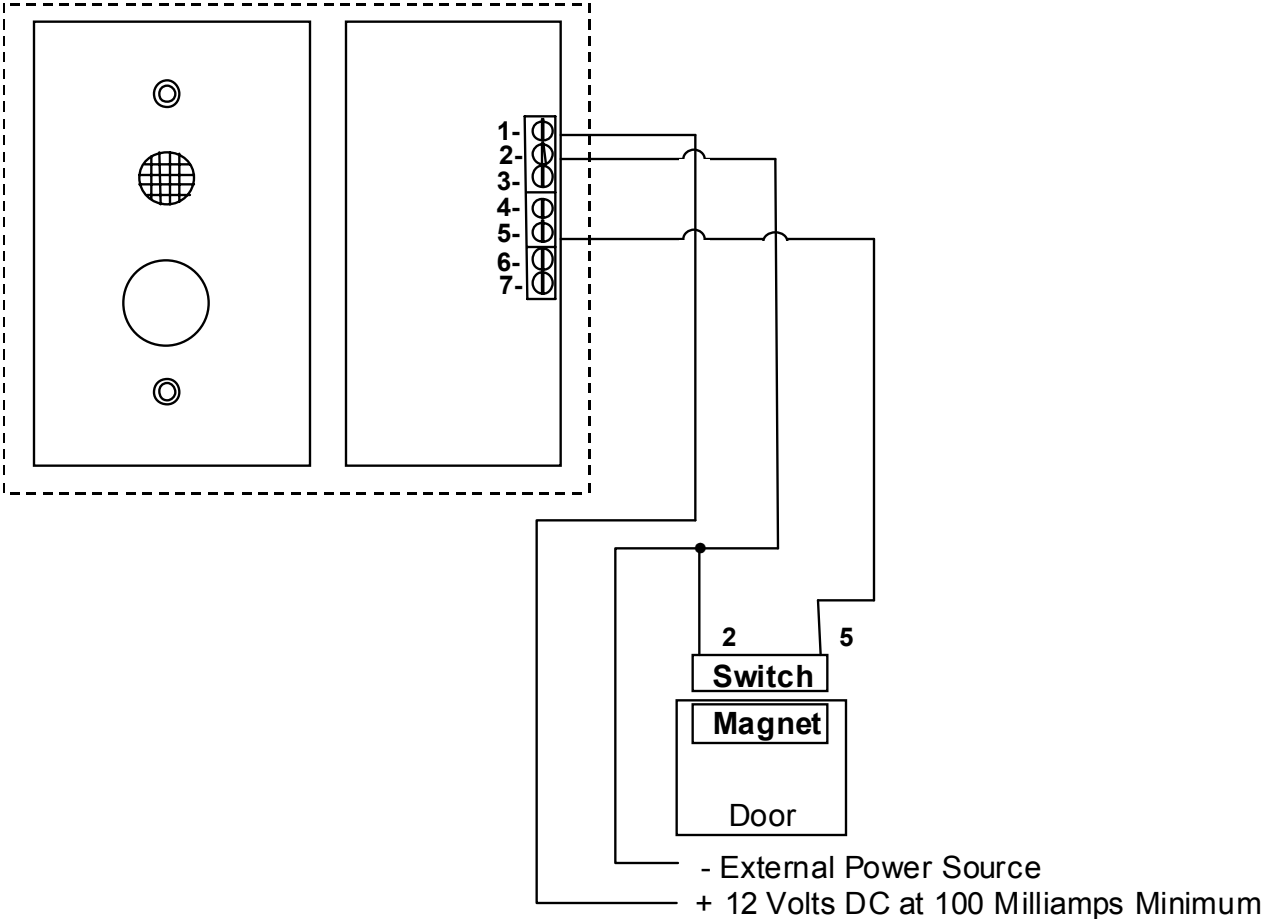 1-
2-
3-
4-
5-
6-
7-
2 5
Switch
Magnet
Door
- External Power Source
+ 12 Volts DC at 100 Milliamps Minimum